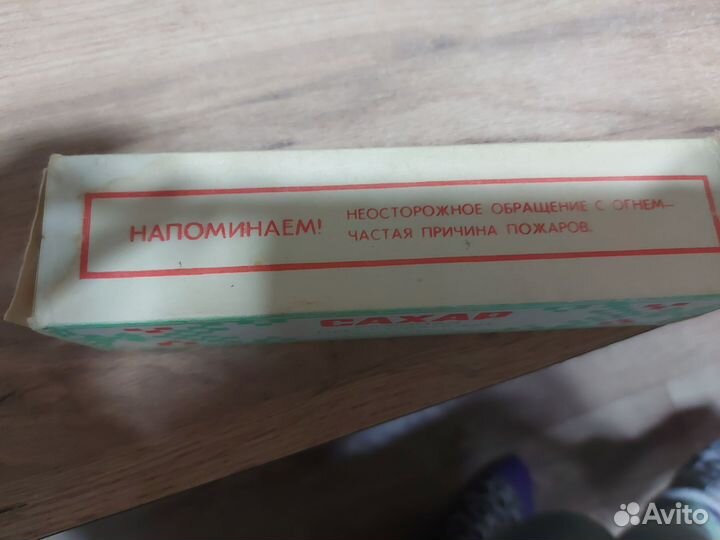 НАПОМИНАЕМ!
НЕОСТОРОЖНОЕ ОБРАЩЕНИЕ С ОГНЕМ—
ЧАСТАЯ ПРИЧИНА ПОЖАРОВ.
САХАР
Avito